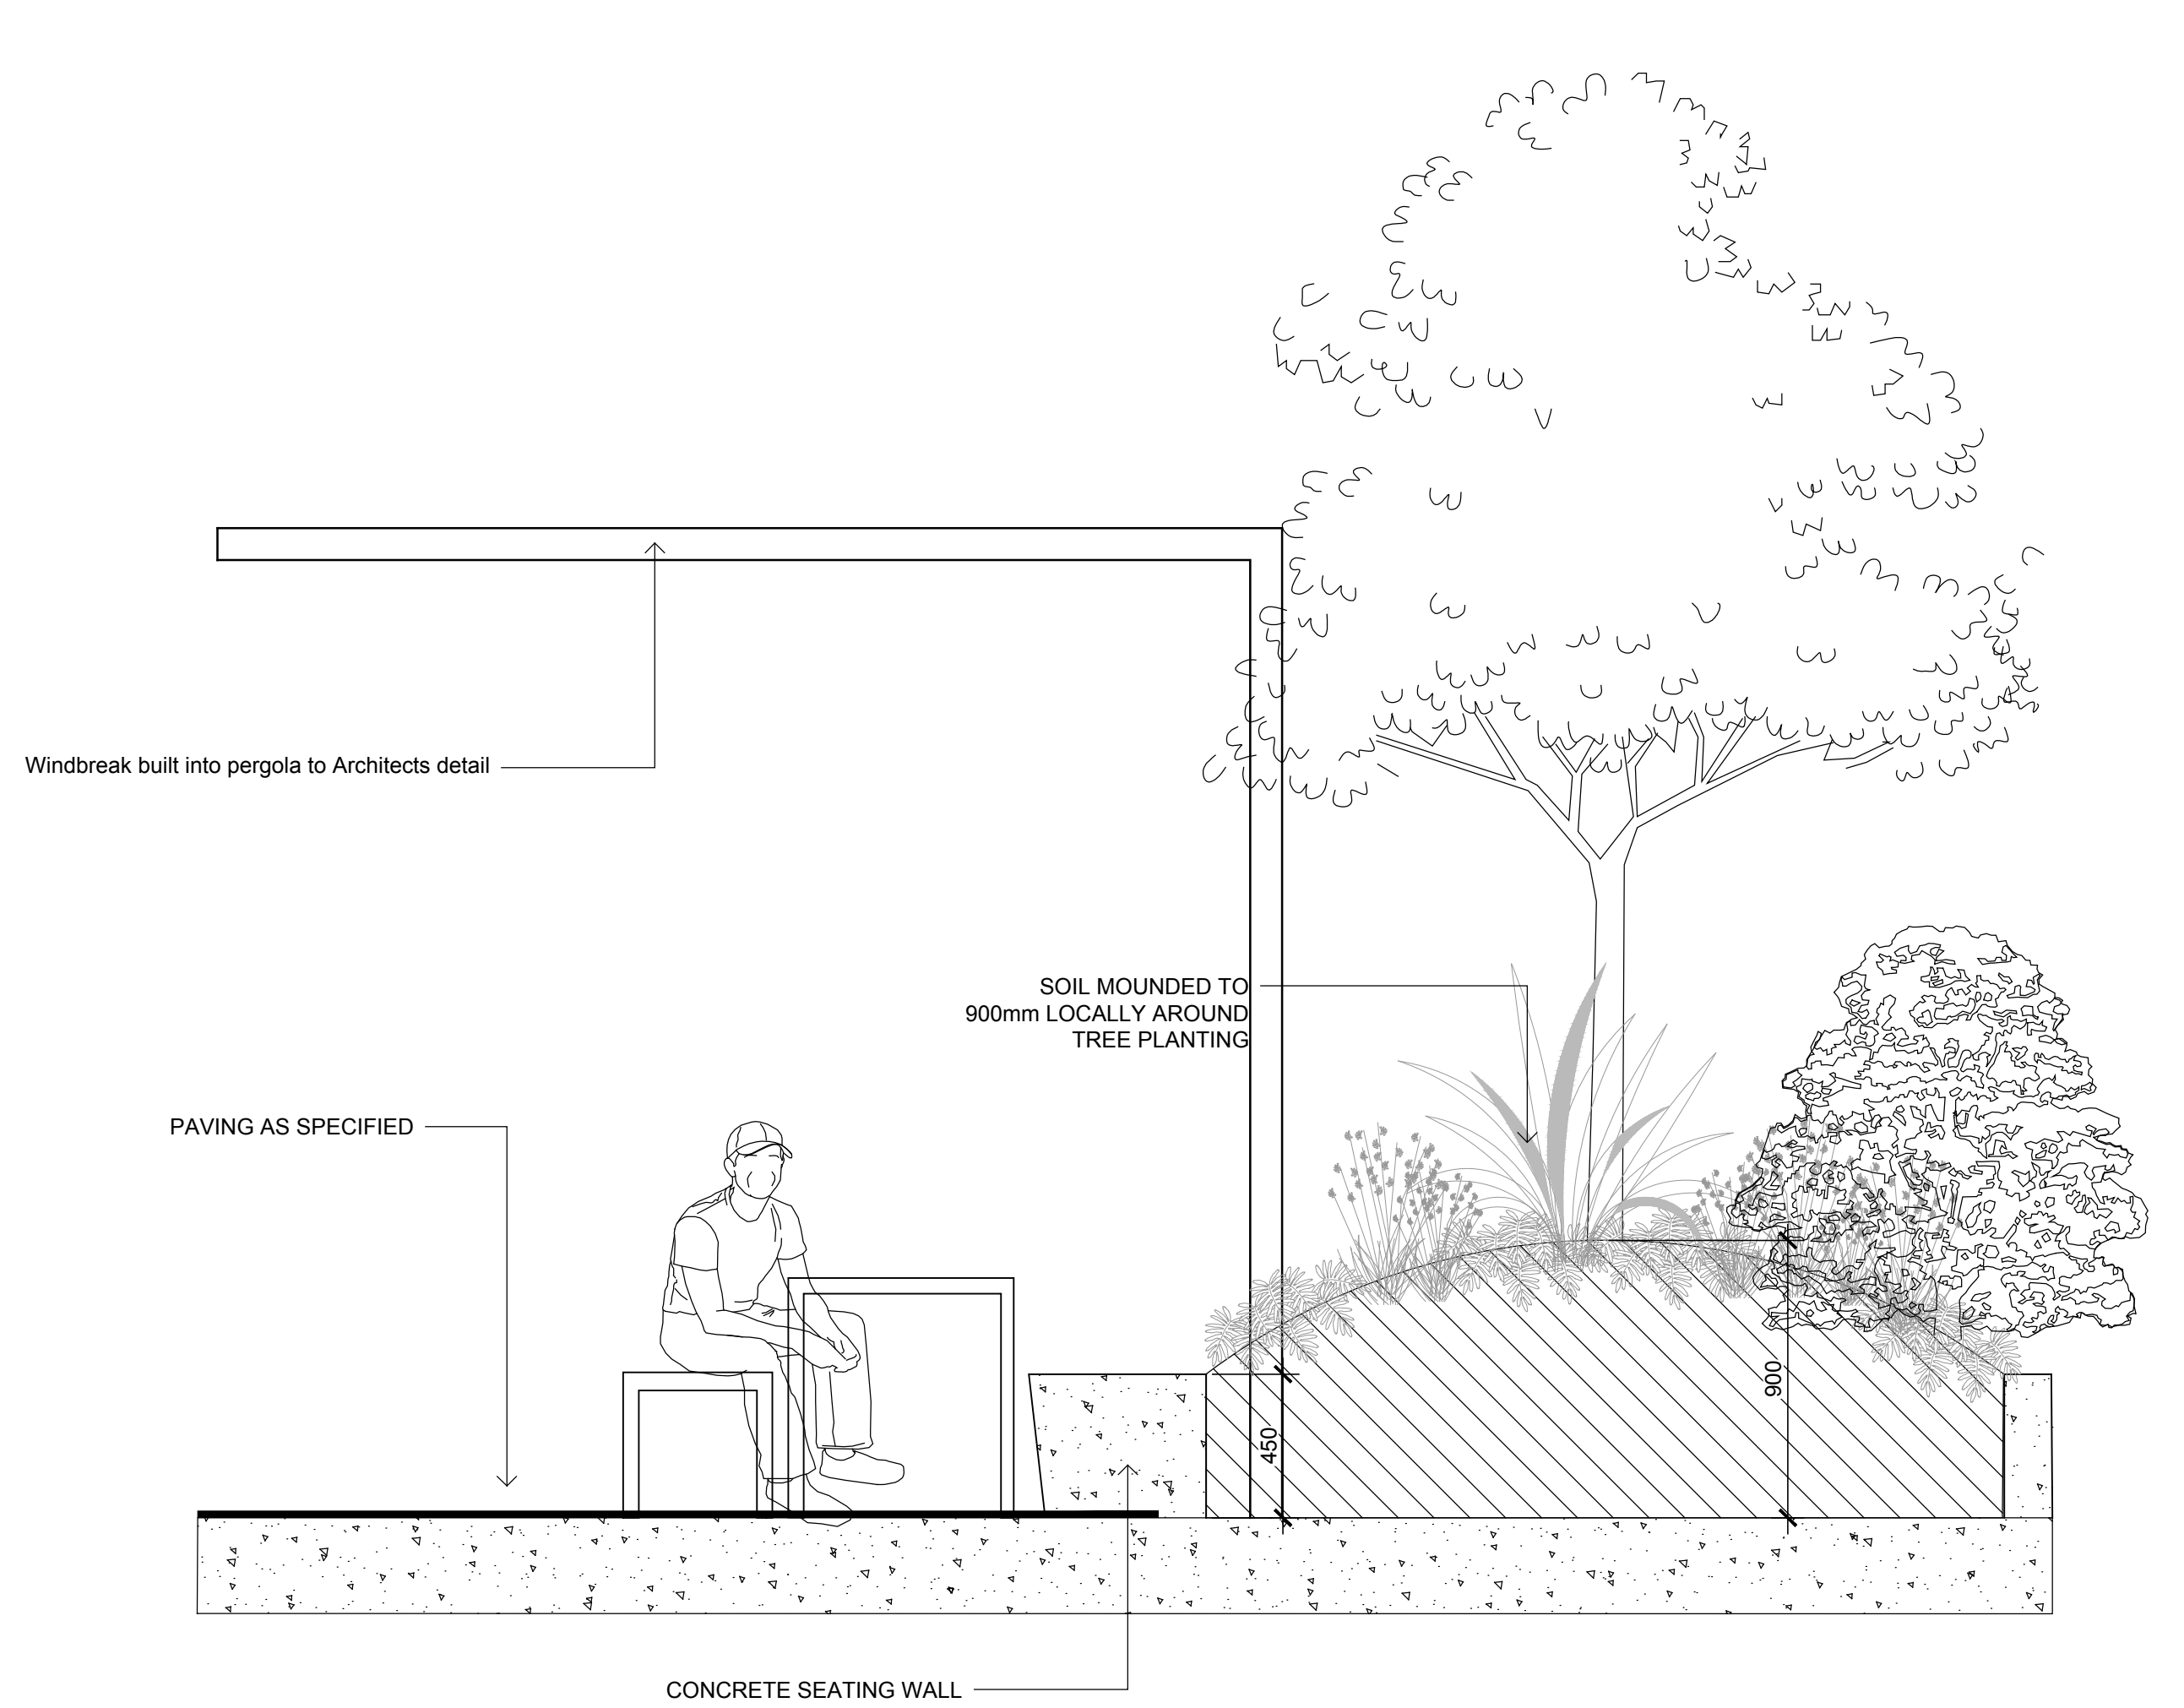 Windbreak built into pergola to Architects detail
SOIL MOUNDED TO
900mm LOCALLY AROUND
TREE PLANTING
PAVING AS SPECIFIED
900
450
CONCRETE SEATING WALL